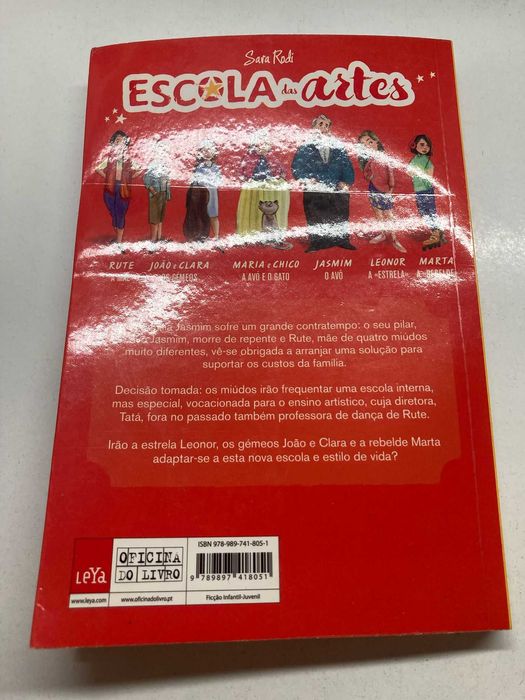 Sara Rodi
ESCOLA das artes
RUTE JOÃO E CLARA MARIA E CHICO JASMIM LEONOR MARTA
A OS GÉMEOS A AVÓ E O GATO O AVÔ A «ESTRELA» A «REBELDE
Jasmim sofre um grande contratempo: o seu pilar,
Jasmim, morre de repente e Rute, mãe de quatro miúdos
muito diferentes, vê-se obrigada a arranjar uma solução para
suportar os custos da família.
Decisão tomada: os miúdos irão frequentar uma escola interna,
mas especial, vocacionada para o ensino artístico, cuja diretora,
Tatá, fora no passado também professora de dança de Rute.
Irão a estrela Leonor, os gémeos João e Clara e a rebelde Marta
adaptar-se a esta nova escola e estilo de vida?
ISBN 978-989-741-805-1
LEYA
OFICINA
DO LIVRO
9 789897 418051
www.leya.com www.oficinadolivro.pt Ficção Infantil-Juvenil